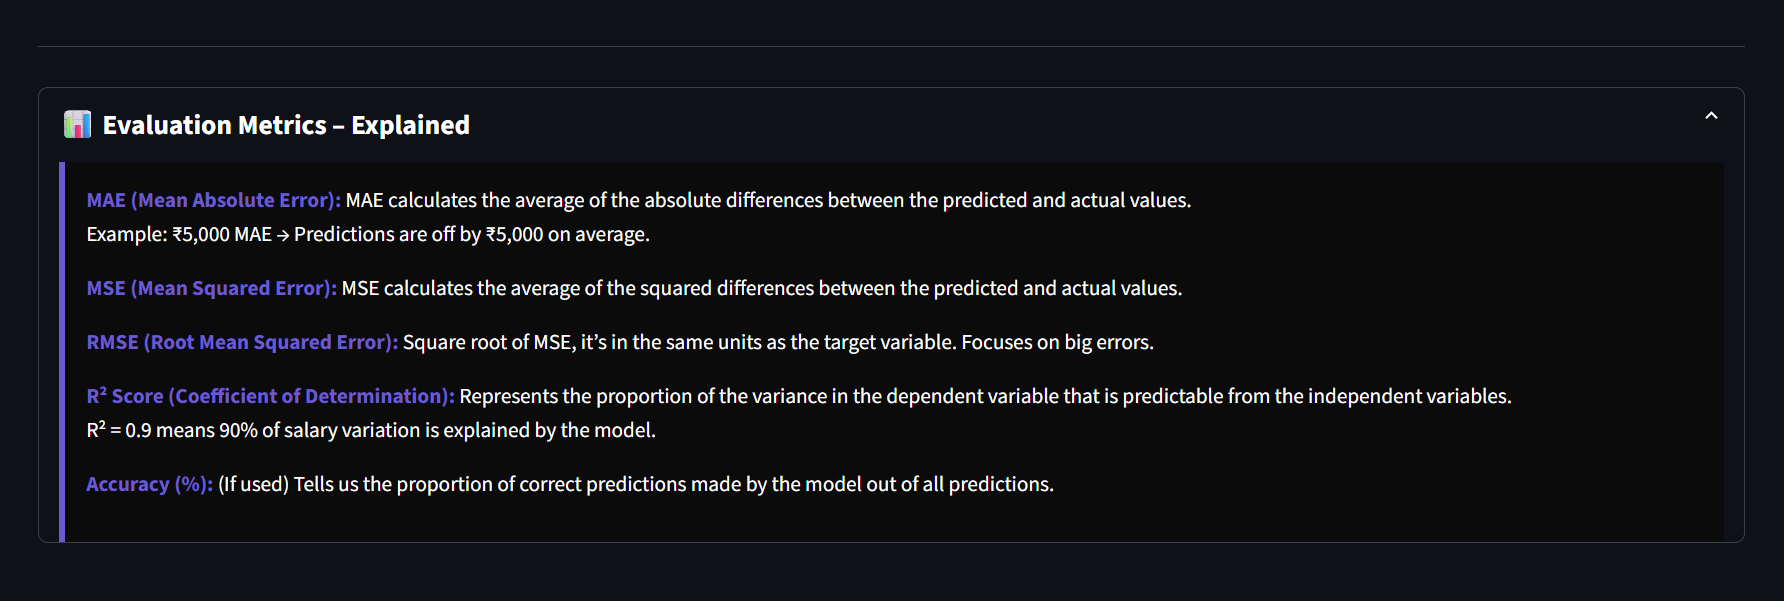 📊 Evaluation Metrics – Explained
MAE (Mean Absolute Error): MAE calculates the average of the absolute differences between the predicted and actual values.
Example: ₹5,000 MAE → Predictions are off by ₹5,000 on average.
MSE (Mean Squared Error): MSE calculates the average of the squared differences between the predicted and actual values.
RMSE (Root Mean Squared Error): Square root of MSE, it’s in the same units as the target variable. Focuses on big errors.
R² Score (Coefficient of Determination): Represents the proportion of the variance in the dependent variable that is predictable from the independent variables.
R² = 0.9 means 90% of salary variation is explained by the model.
Accuracy (%): (If used) Tells us the proportion of correct predictions made by the model out of all predictions.